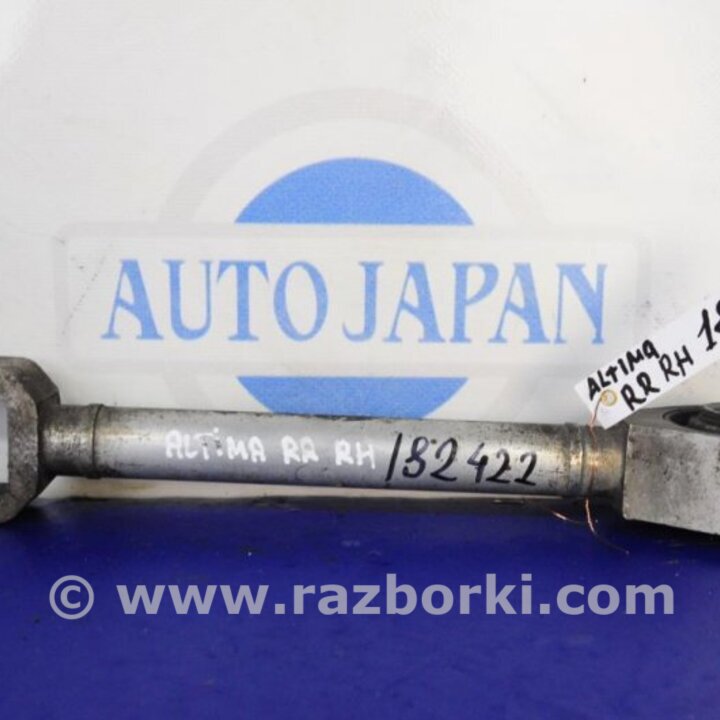 AUTO JAPAN
ALTIMA
RR RH
ALTIMA RR RH 182422
© www.razborki.com